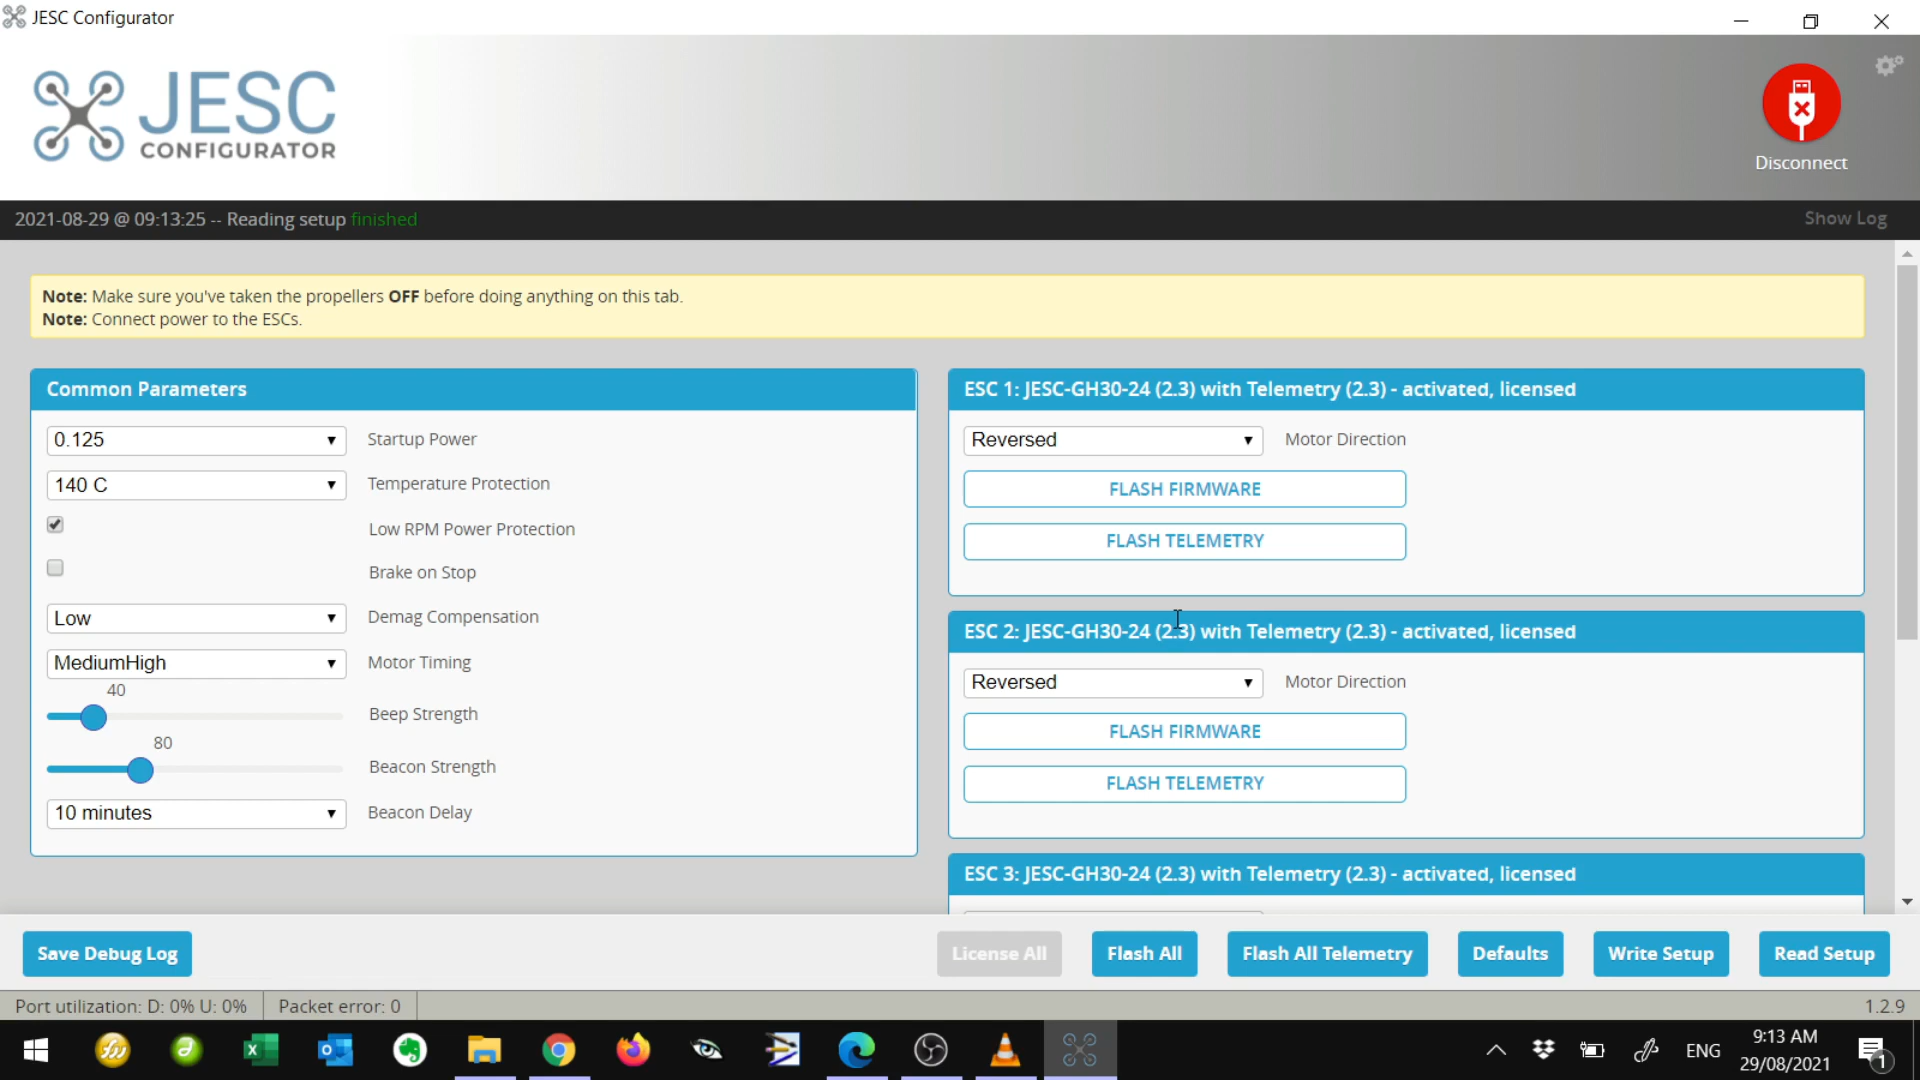 JESC Configurator
JESC
CONFIGURATOR
Disconnect
2021-08-29 @ 09:13:25 -- Reading setup finished
Show Log
Note: Make sure you've taken the propellers OFF before doing anything on this tab.
Note: Connect power to the ESCs.
Common Parameters
0.125 Startup Power
140 C Temperature Protection
Low RPM Power Protection
Brake on Stop
Low Demag Compensation
MediumHigh Motor Timing
40
Beep Strength
80
Beacon Strength
10 minutes Beacon Delay
ESC 1: JESC-GH30-24 (2.3) with Telemetry (2.3) - activated, licensed
Reversed Motor Direction
FLASH FIRMWARE
FLASH TELEMETRY
ESC 2: JESC-GH30-24 (2.3) with Telemetry (2.3) - activated, licensed
Reversed Motor Direction
FLASH FIRMWARE
FLASH TELEMETRY
ESC 3: JESC-GH30-24 (2.3) with Telemetry (2.3) - activated, licensed
Save Debug Log License All Flash All Flash All Telemetry Defaults Write Setup Read Setup
Port utilization: D: 0% U: 0% Packet error: 0 1.2.9
ENG
9:13 AM
29/08/2021
1